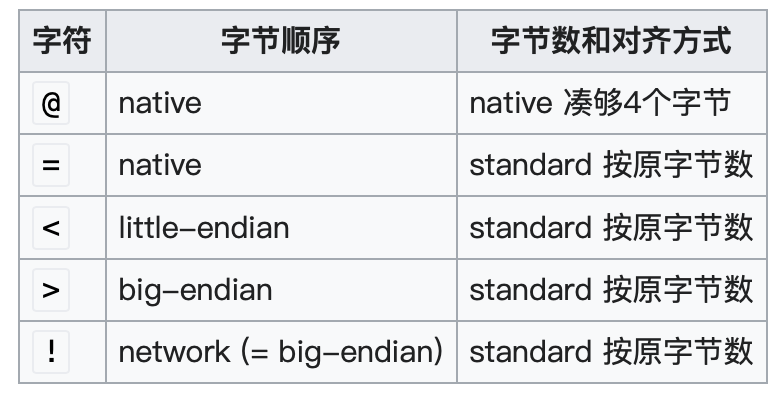 字符 字节顺序 字节数和对齐方式
@ native native 凑够4个字节
= native standard 按原字节数
< little–endian standard 按原字节数
> big–endian standard 按原字节数
! network (= big–endian) standard 按原字节数